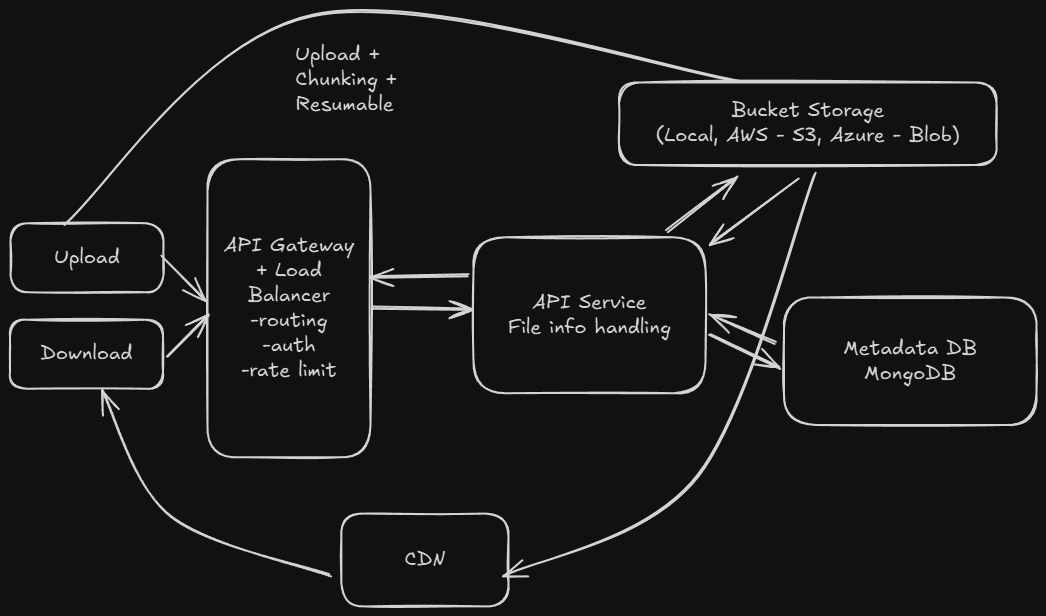 Upload +
Chunking +
Resumable
Bucket Storage
(Local, AWS - S3, Azure - Blob)
Upload
Download
API Gateway
+ Load
Balancer
-routing
-auth
-rate limit
API Service
File info handling
Metadata DB
MongoDB
CDN